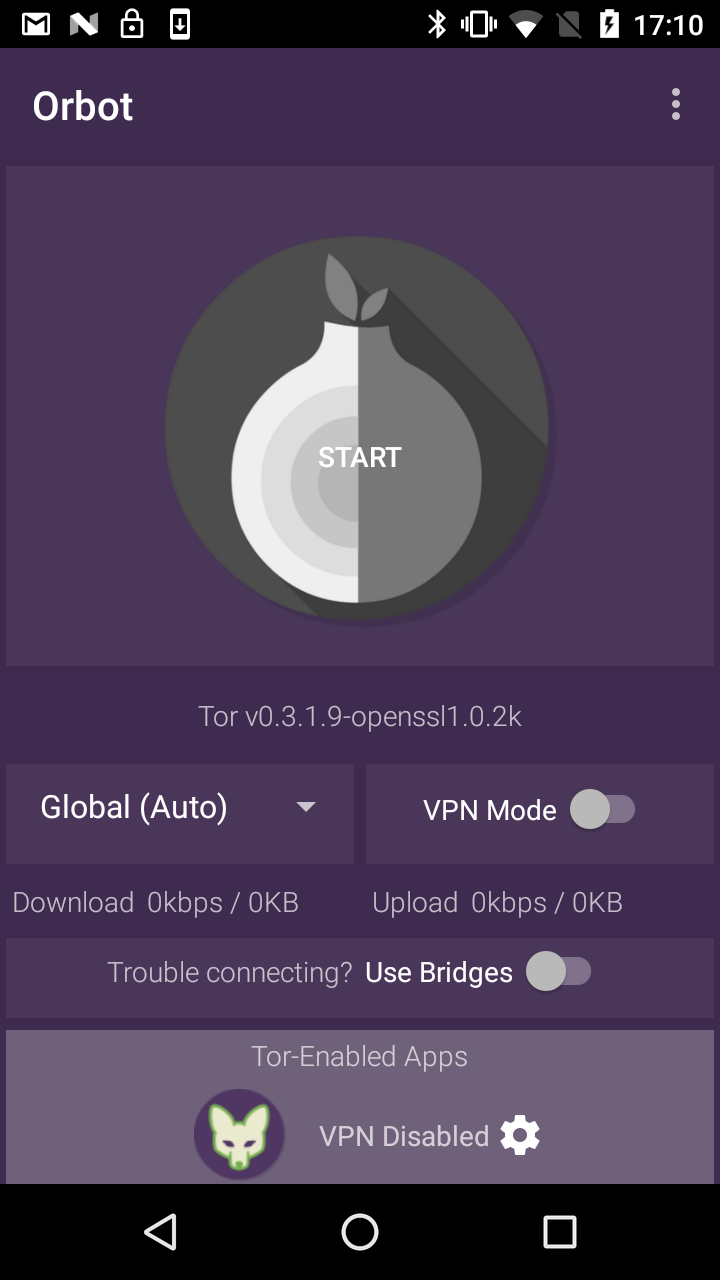 17:10
Orbot
START
Tor v0.3.1.9-openssl1.0.2k
Global (Auto)
VPN Mode
Download 0kbps / 0KB
Upload 0kbps / 0KB
Trouble connecting? Use Bridges
Tor-Enabled Apps
VPN Disabled